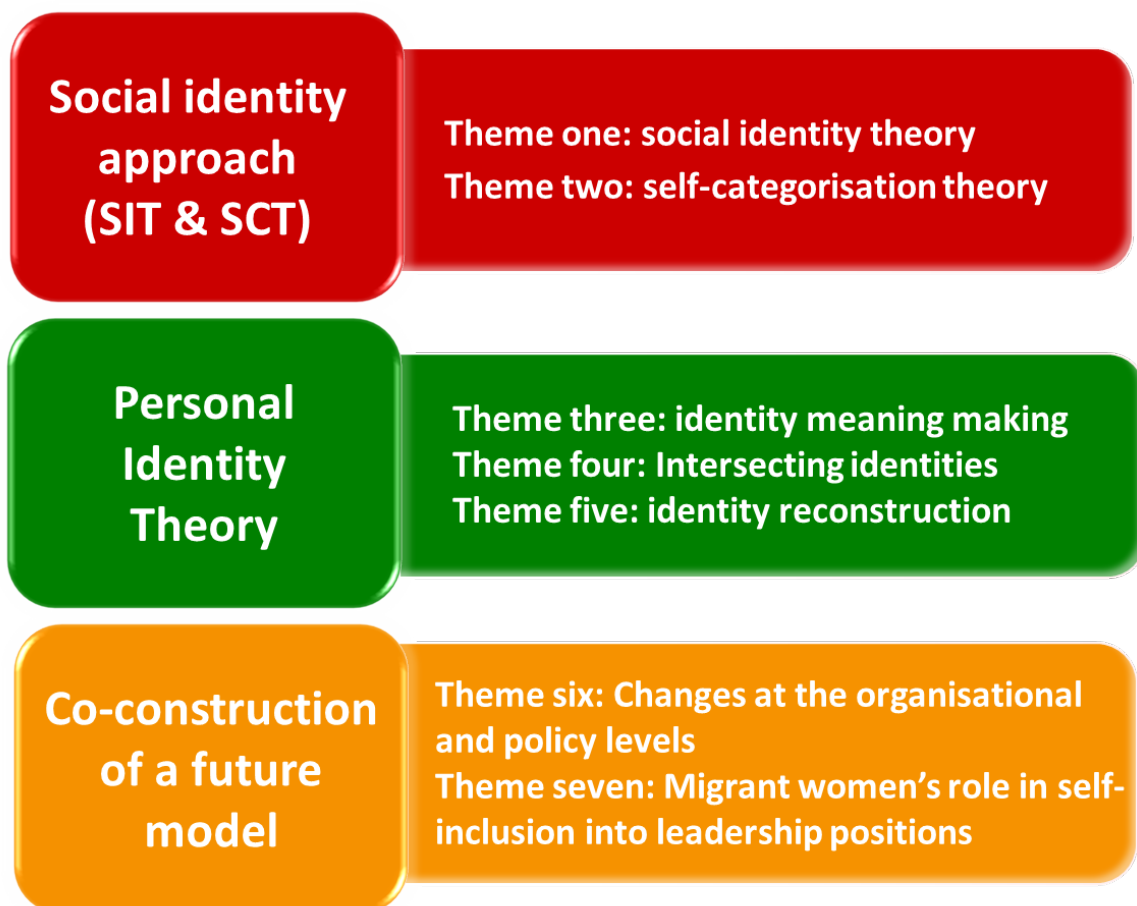 Social identity
approach
(SIT & SCT)
Theme one: social identity theory
Theme two: self-categorisation theory
Personal
Identity
Theory
Theme three: identity meaning making
Theme four: Intersecting identities
Theme five: identity reconstruction
Co-construction
of a future
model
Theme six: Changes at the organisational
and policy levels
Theme seven: Migrant women’s role in self-
inclusion into leadership positions